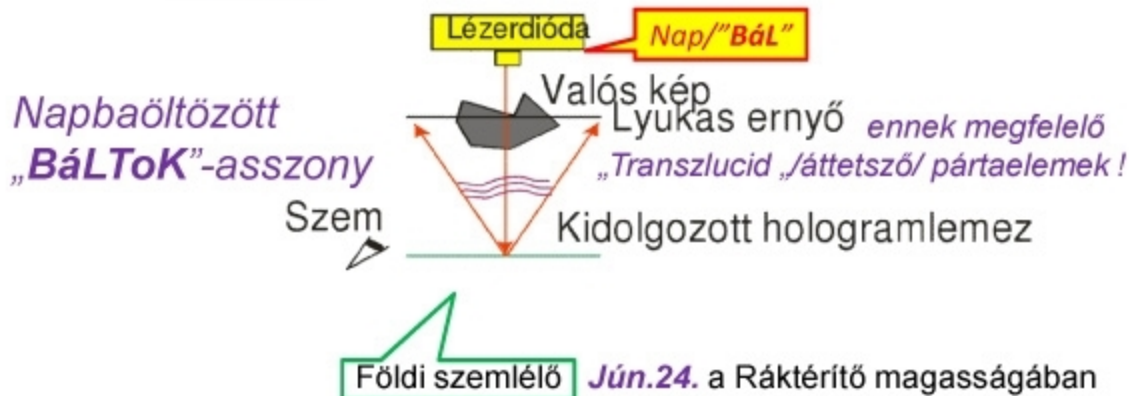 Lézerdióda
Nap/"BáL"
Napbaöltözött
„BáLToK”-asszony
Valós kép
Lyukas ernyő ennek megfelelő
„Transzlucid „/áttetsző/ pártaelemek !
Szem
Kidolgozott hologramlemez
Földi szemlélő Jún.24. a Ráktérítő magasságában